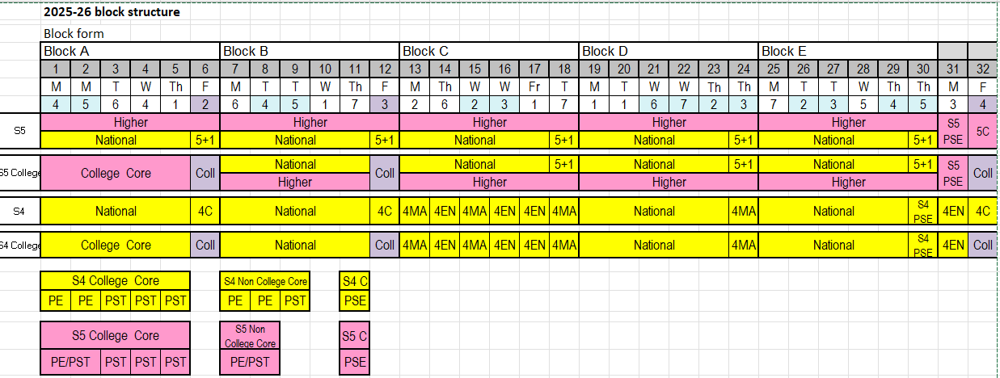 2025-26 block structure
Block form
Block A Block B Block C Block D Block E
1 2 3 4 5 6 7 8 9 10 11 12 13 14 15 16 17 18 19 20 21 22 23 24 25 26 27 28 29 30 31 32
M M T W Th F M T T W Th F M Th W W Fr T M T W W Th Th M T T W Th Th M F
4 5 6 4 1 2 6 4 5 1 7 3 2 6 2 3 1 7 1 1 6 7 2 3 7 2 3 5 4 5 3 4
S5 Higher Higher Higher Higher Higher S5 PSE 5C
National 5+1 National 5+1 National 5+1 National 5+1 National 5+1
S5 College College Core Coll National Coll National 5+1 National 5+1 National 5+1 S5 PSE Coll
Higher Higher Higher Higher
S4 National 4C National 4C 4MA 4EN 4MA 4EN 4EN 4MA National 4MA National S4 PSE 4EN 4C
S4 College College Core Coll National Coll 4MA 4EN 4MA 4EN 4EN 4MA National 4MA National S4 PSE 4EN Coll
S4 College Core S4 Non College Core S4 C
PE PE PST PST PST PE PE PST PSE
S5 College Core S5 Non College Core S5 C
PE/PST PST PST PST PE/PST PSE